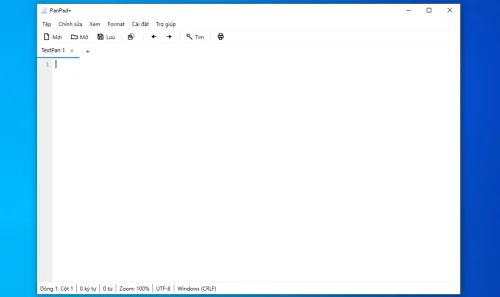 PanPad+
Tệp Chỉnh sửa Xem Format Cài đặt Trợ giúp
Mới Mở Lưu Tìm
TextPan 1 × +
1
Dòng 1, Cột 1 | 0 ký tự | 0 từ | Zoom: 100% | UTF-8 | Windows (CRLF)